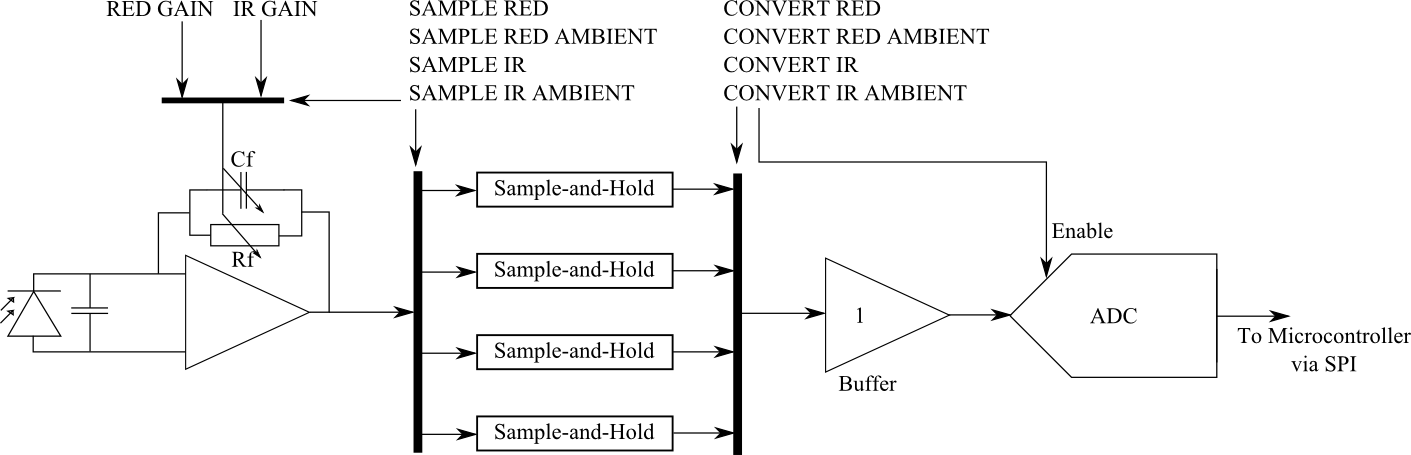 RED GAIN IR GAIN
SAMPLE RED
SAMPLE RED AMBIENT
SAMPLE IR
SAMPLE IR AMBIENT
CONVERT RED
CONVERT RED AMBIENT
CONVERT IR
CONVERT IR AMBIENT
Cf
Rf
Sample-and-Hold
Sample-and-Hold
Sample-and-Hold
Sample-and-Hold
1
Buffer
Enable
ADC
To Microcontroller
via SPI